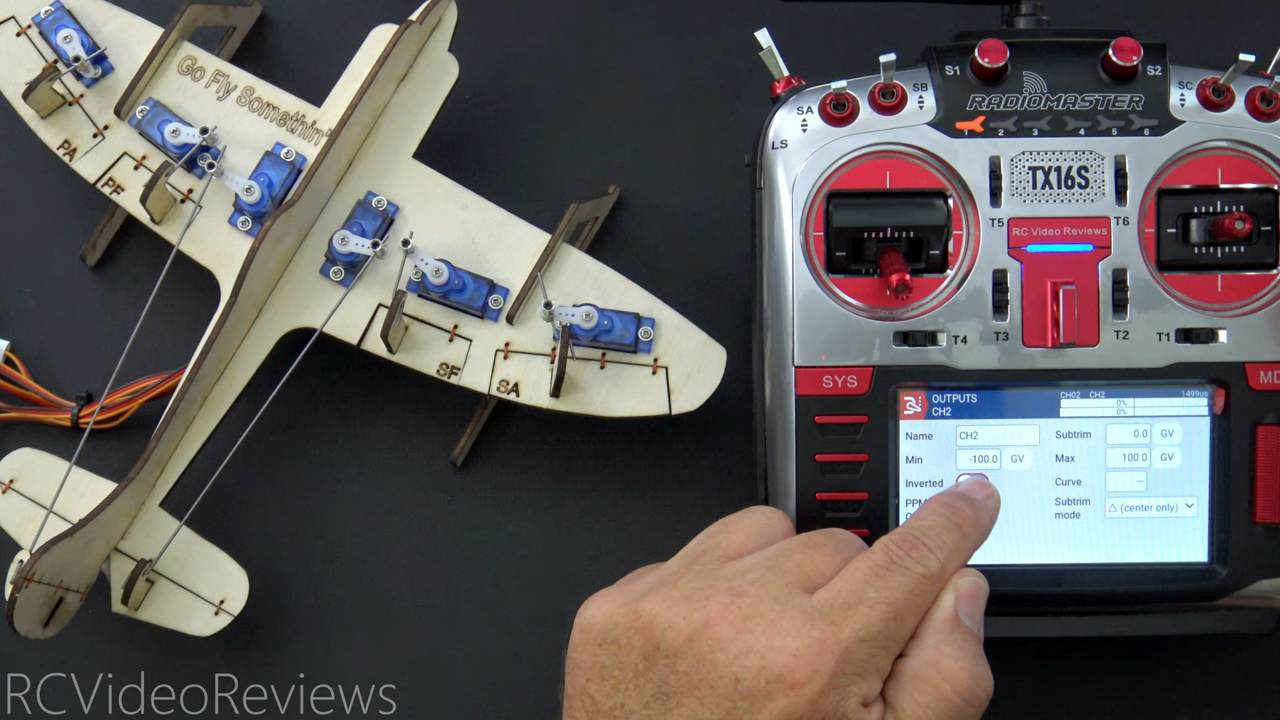 Go Fly Somethin'
PA
PF
SF
SA
RCVideoReviews
S1
S2
SA
SB
SC
LS
RADIOMASTER
1 2 3 4 5 6
TX16S
T5
T6
RC Video Reviews
T4
T3
T2
T1
SYS
MD
OUTPUTS
CH2
CH02 CH2 1499us
0%
0%
Name CH2 Subtrim 0.0 GV
Min -100.0 GV Max 100.0 GV
Inverted Curve ---
Subtrim mode △ (center only)